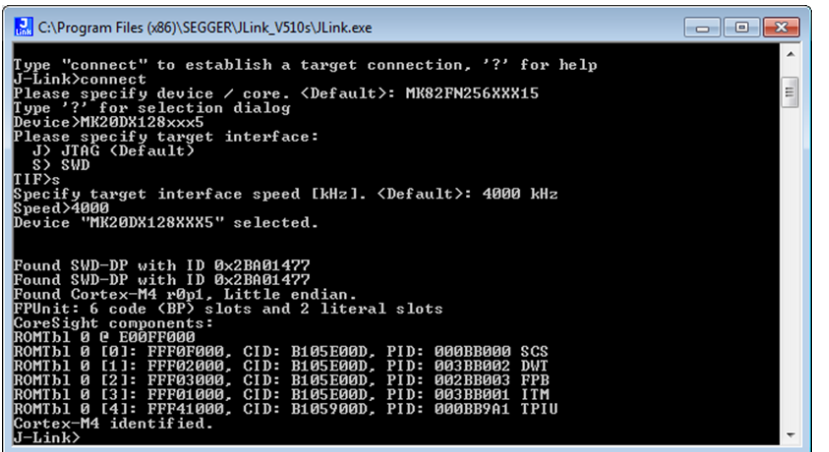 C:\Program Files (x86)\SEGGER\JLink_V510s\JLink.exe
Type "connect" to establish a target connection, '?' for help
J-Link>connect
Please specify device / core. <Default>: MK82FN256XXX15
Type '?' for selection dialog
Device>MK20DX128xxx5
Please specify target interface:
  J) JTAG <Default>
  S) SWD
TIF>s
Specify target interface speed [kHz]. <Default>: 4000 kHz
Speed>4000
Device "MK20DX128XXX5" selected.
Found SWD-DP with ID 0x2BA01477
Found SWD-DP with ID 0x2BA01477
Found Cortex-M4 r0p1, Little endian.
FPUnit: 6 code (BP) slots and 2 literal slots
CoreSight components:
ROMTbl 0 @ E00FF000
ROMTbl 0 [0]: FFF0F000, CID: B105E00D, PID: 000BB000 SCS
ROMTbl 0 [1]: FFF02000, CID: B105E00D, PID: 003BB002 DWT
ROMTbl 0 [2]: FFF03000, CID: B105E00D, PID: 002BB003 FPB
ROMTbl 0 [3]: FFF01000, CID: B105E00D, PID: 003BB001 ITM
ROMTbl 0 [4]: FFF41000, CID: B105900D, PID: 000BB9A1 TPIU
Cortex-M4 identified.
J-Link>